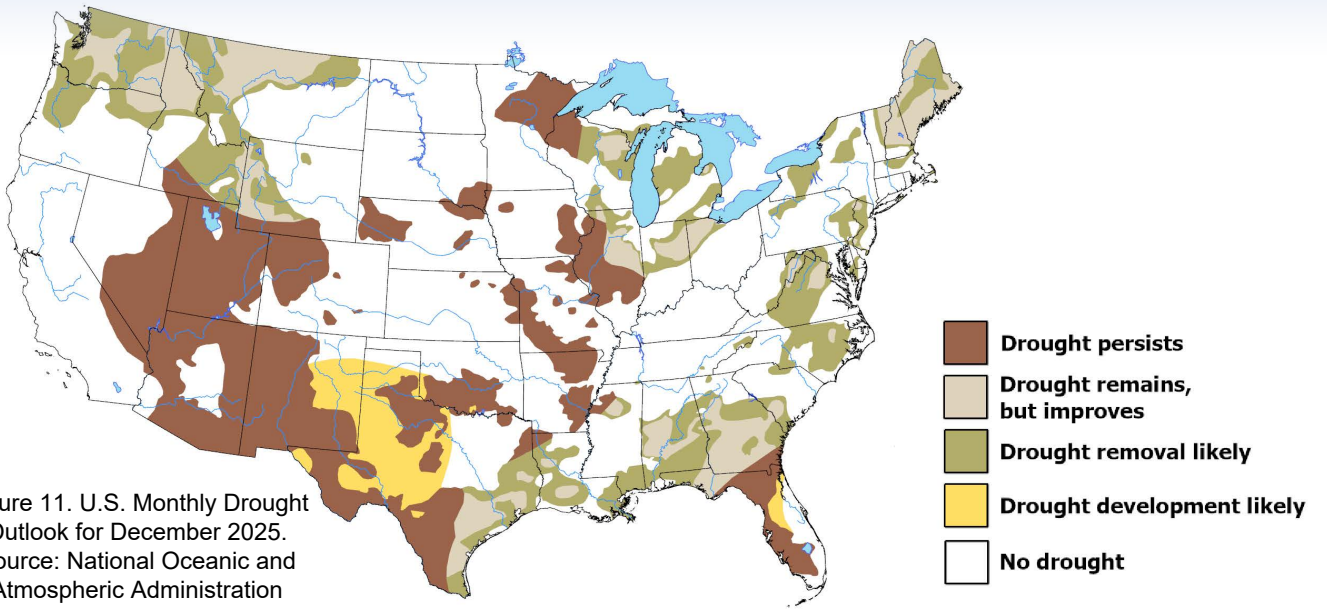 Drought persists
Drought remains,
but improves
Drought removal likely
Drought development likely
No drought
ure 11. U.S. Monthly Drought
Outlook for December 2025.
ource: National Oceanic and
Atmospheric Administration